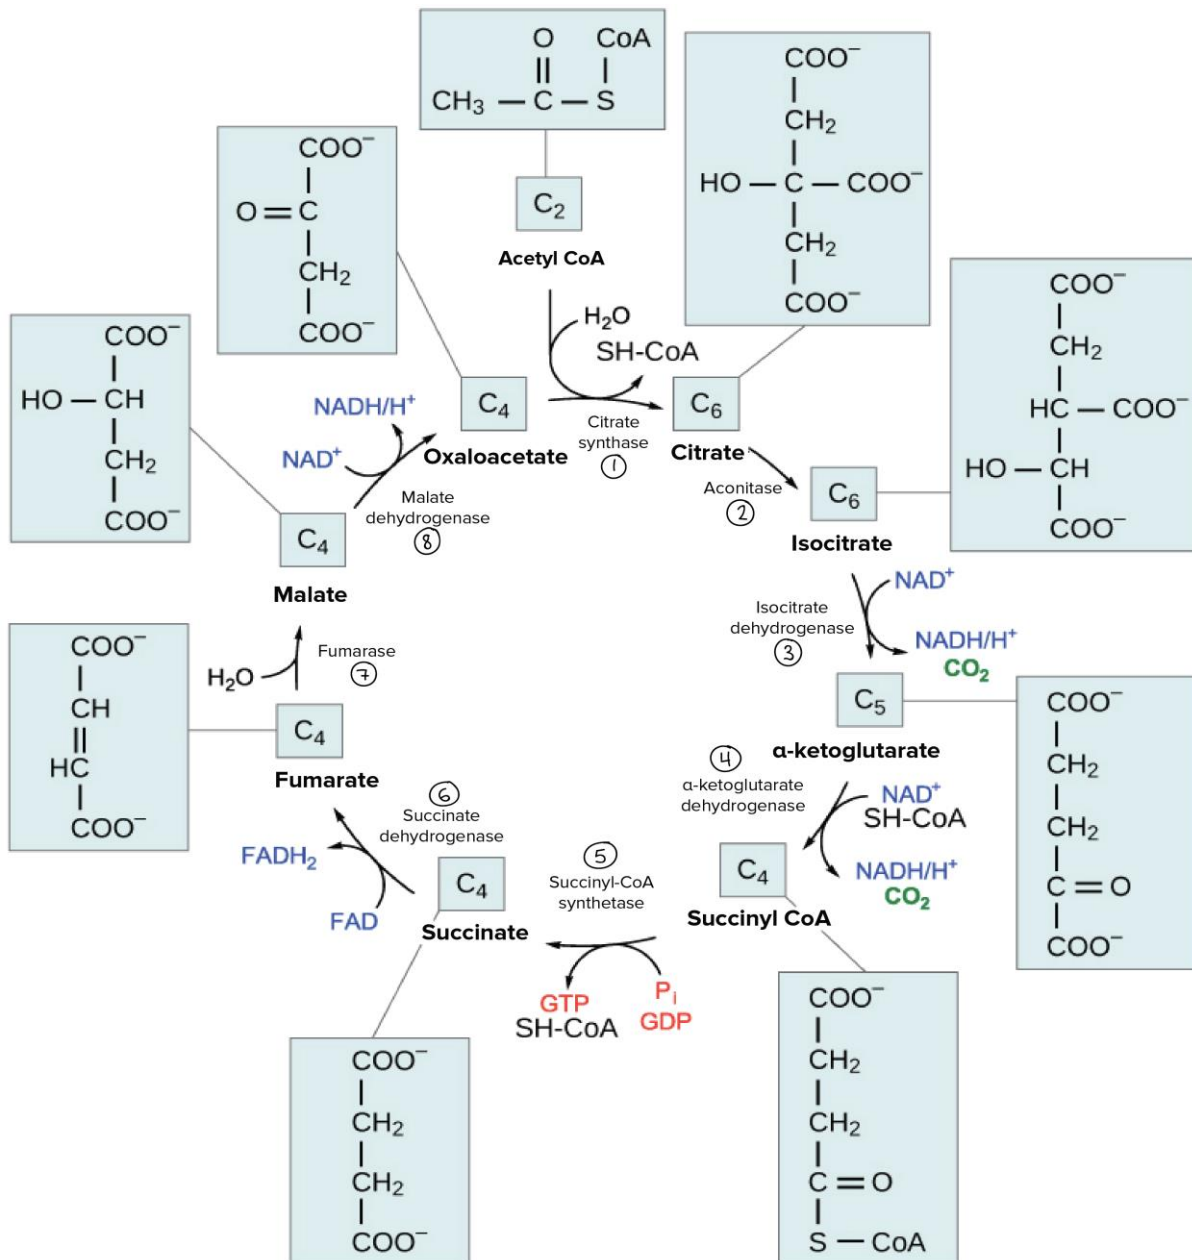 O
CoA
CH₃ — C — S
C₂
Acetyl CoA
COO⁻
CH₂
HO — C — COO⁻
CH₂
COO⁻
COO⁻
O = C
CH₂
COO⁻
H₂O
SH-CoA
C₄
Oxaloacetate
Citrate
synthase
1
C₆
Citrate
Aconitase
2
C₆
Isocitrate
COO⁻
CH₂
HC — COO⁻
HO — CH
COO⁻
NAD⁺
NADH/H⁺
CO₂
Isocitrate
dehydrogenase
3
C₅
α-ketoglutarate
COO⁻
CH₂
CH₂
C = O
COO⁻
4
α-ketoglutarate
dehydrogenase
NAD⁺
SH-CoA
NADH/H⁺
CO₂
C₄
Succinyl CoA
COO⁻
CH₂
CH₂
C = O
S — CoA
5
Succinyl-CoA
synthetase
Pᵢ
GDP
GTP
SH-CoA
C₄
Succinate
COO⁻
CH₂
CH₂
COO⁻
6
Succinate
dehydrogenase
FAD
FADH₂
C₄
Fumarate
COO⁻
CH
HC
COO⁻
H₂O
Fumarase
7
C₄
Malate
COO⁻
HO — CH
CH₂
COO⁻
NAD⁺
NADH/H⁺
Malate
dehydrogenase
8